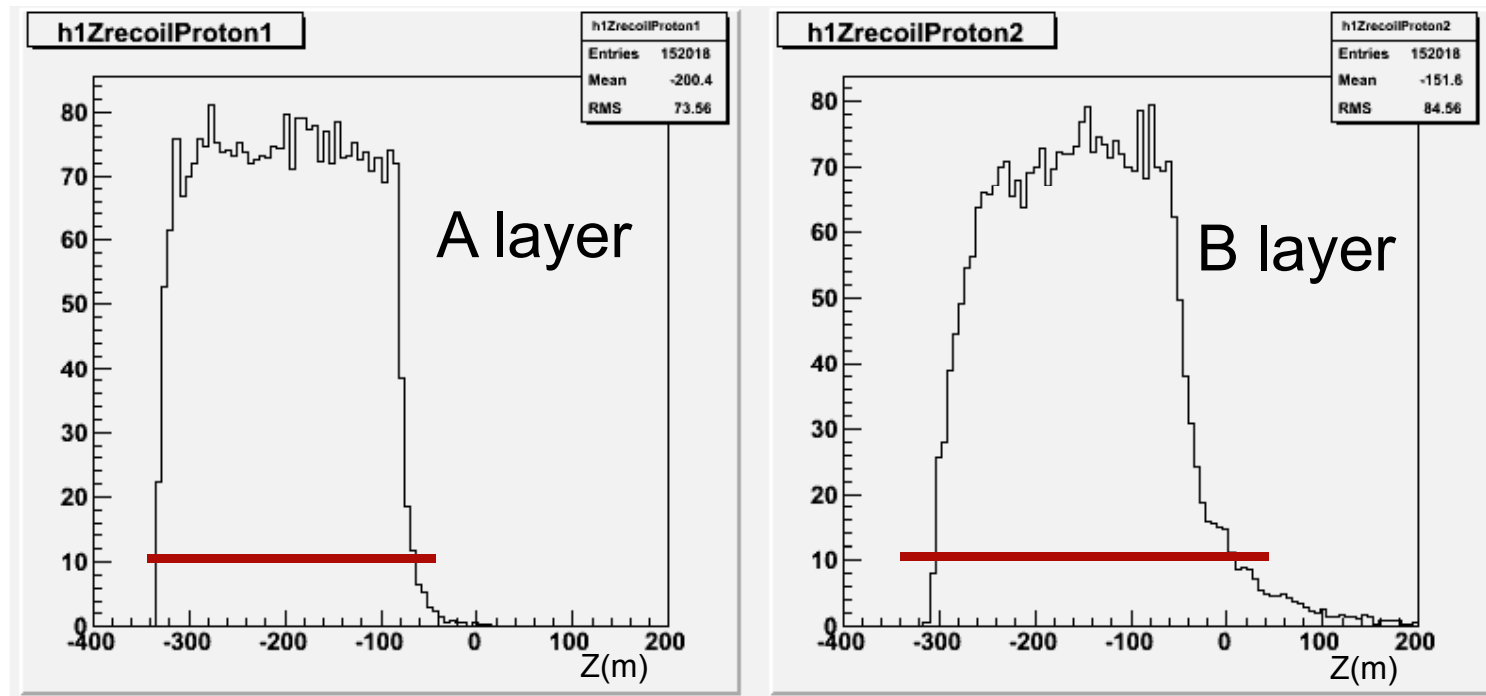 h1ZrecoilProton1
h1ZrecoilProton1
Entries 152018
Mean -200.4
RMS 73.56
A layer
80
70
60
50
40
30
20
10
0
-400 -300 -200 -100 0 100 200
Z(m)
h1ZrecoilProton2
h1ZrecoilProton2
Entries 152018
Mean -151.6
RMS 84.56
B layer
80
70
60
50
40
30
20
10
0
-400 -300 -200 -100 0 100 200
Z(m)